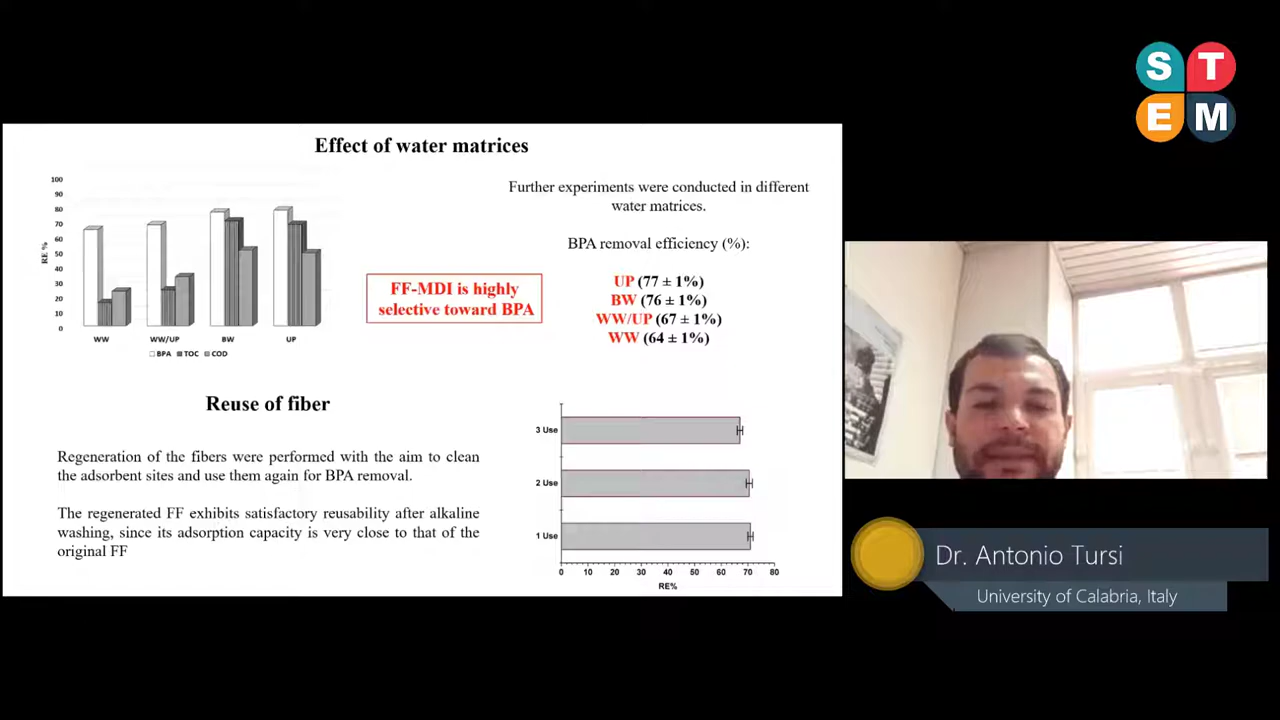 S T
E M
Effect of water matrices
100
90
80
70
60
50
40
30
20
10
0
RE %
WW WW/UP BW UP
BPA TOC COD
FF-MDI is highly
selective toward BPA
Further experiments were conducted in different
water matrices.
BPA removal efficiency (%):
UP (77 ± 1%)
BW (76 ± 1%)
WW/UP (67 ± 1%)
WW (64 ± 1%)
Reuse of fiber
Regeneration of the fibers were performed with the aim to clean
the adsorbent sites and use them again for BPA removal.
The regenerated FF exhibits satisfactory reusability after alkaline
washing, since its adsorption capacity is very close to that of the
original FF
3 Use
2 Use
1 Use
0 10 20 30 40 50 60 70 80
RE%
Dr. Antonio Tursi
University of Calabria, Italy